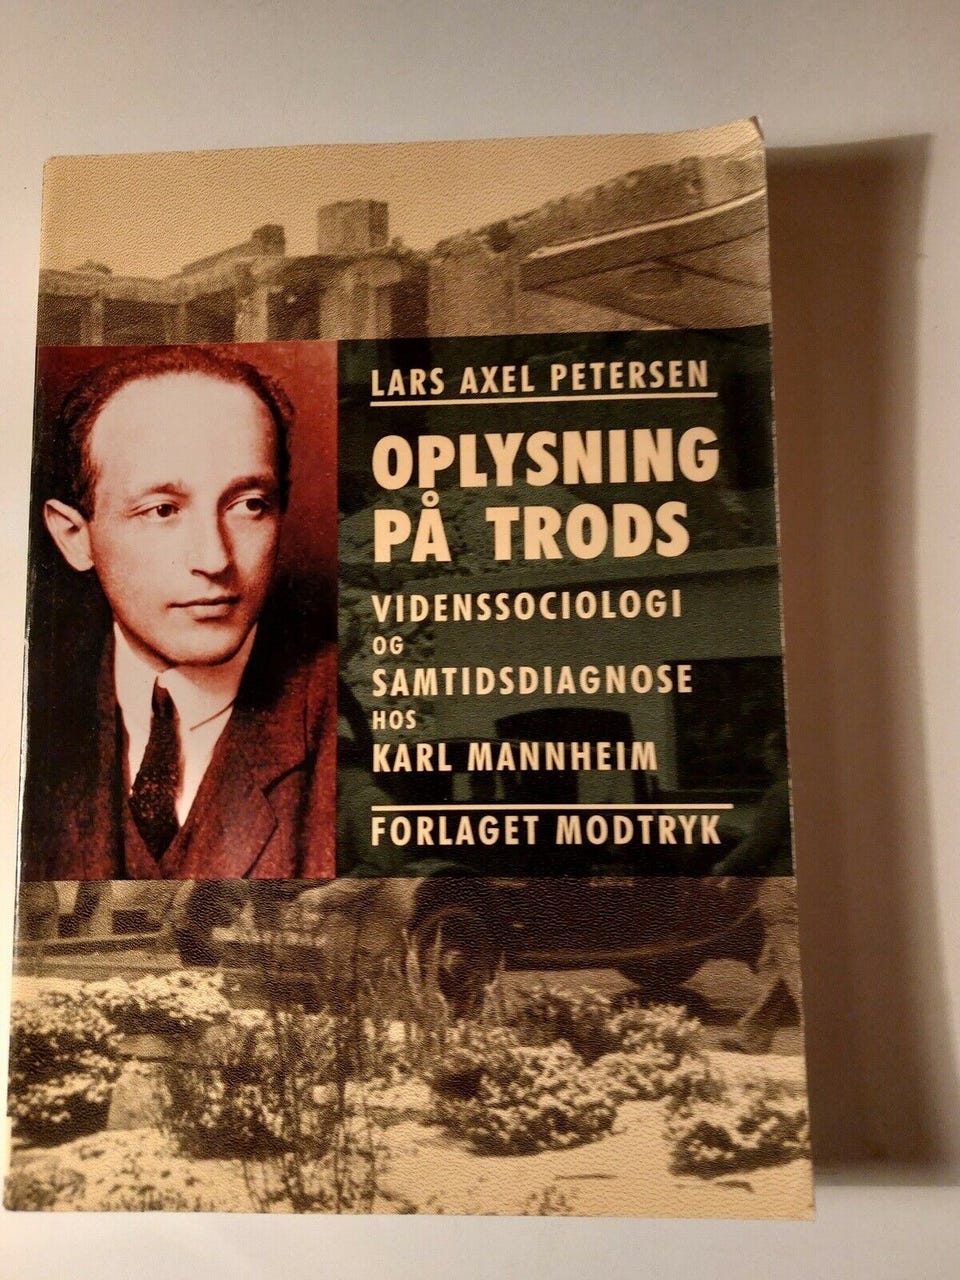 LARS AXEL PETERSEN
OPLYSNING
PÅ TRODS
VIDENSSOCIOLOGI
OG
SAMTIDSDIAGNOSE
HOS
KARL MANNHEIM
FORLAGET MODTRYK